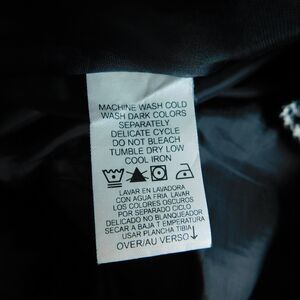 MACHINE WASH COLD
WASH DARK COLORS
SEPARATELY
DELICATE CYCLE
DO NOT BLEACH
TUMBLE DRY LOW
COOL IRON
LAVAR EN LAVADORA
CON AGUA FRIA, LAVAR
LOS COLORES OSCUROS
POR SEPARADO CICLO
DELICADO NO BLANQUEADOR
SECAR A BAJA T TEMPERATURA
USAR PLANCHA TIBIA
OVER/AU VERSO↓